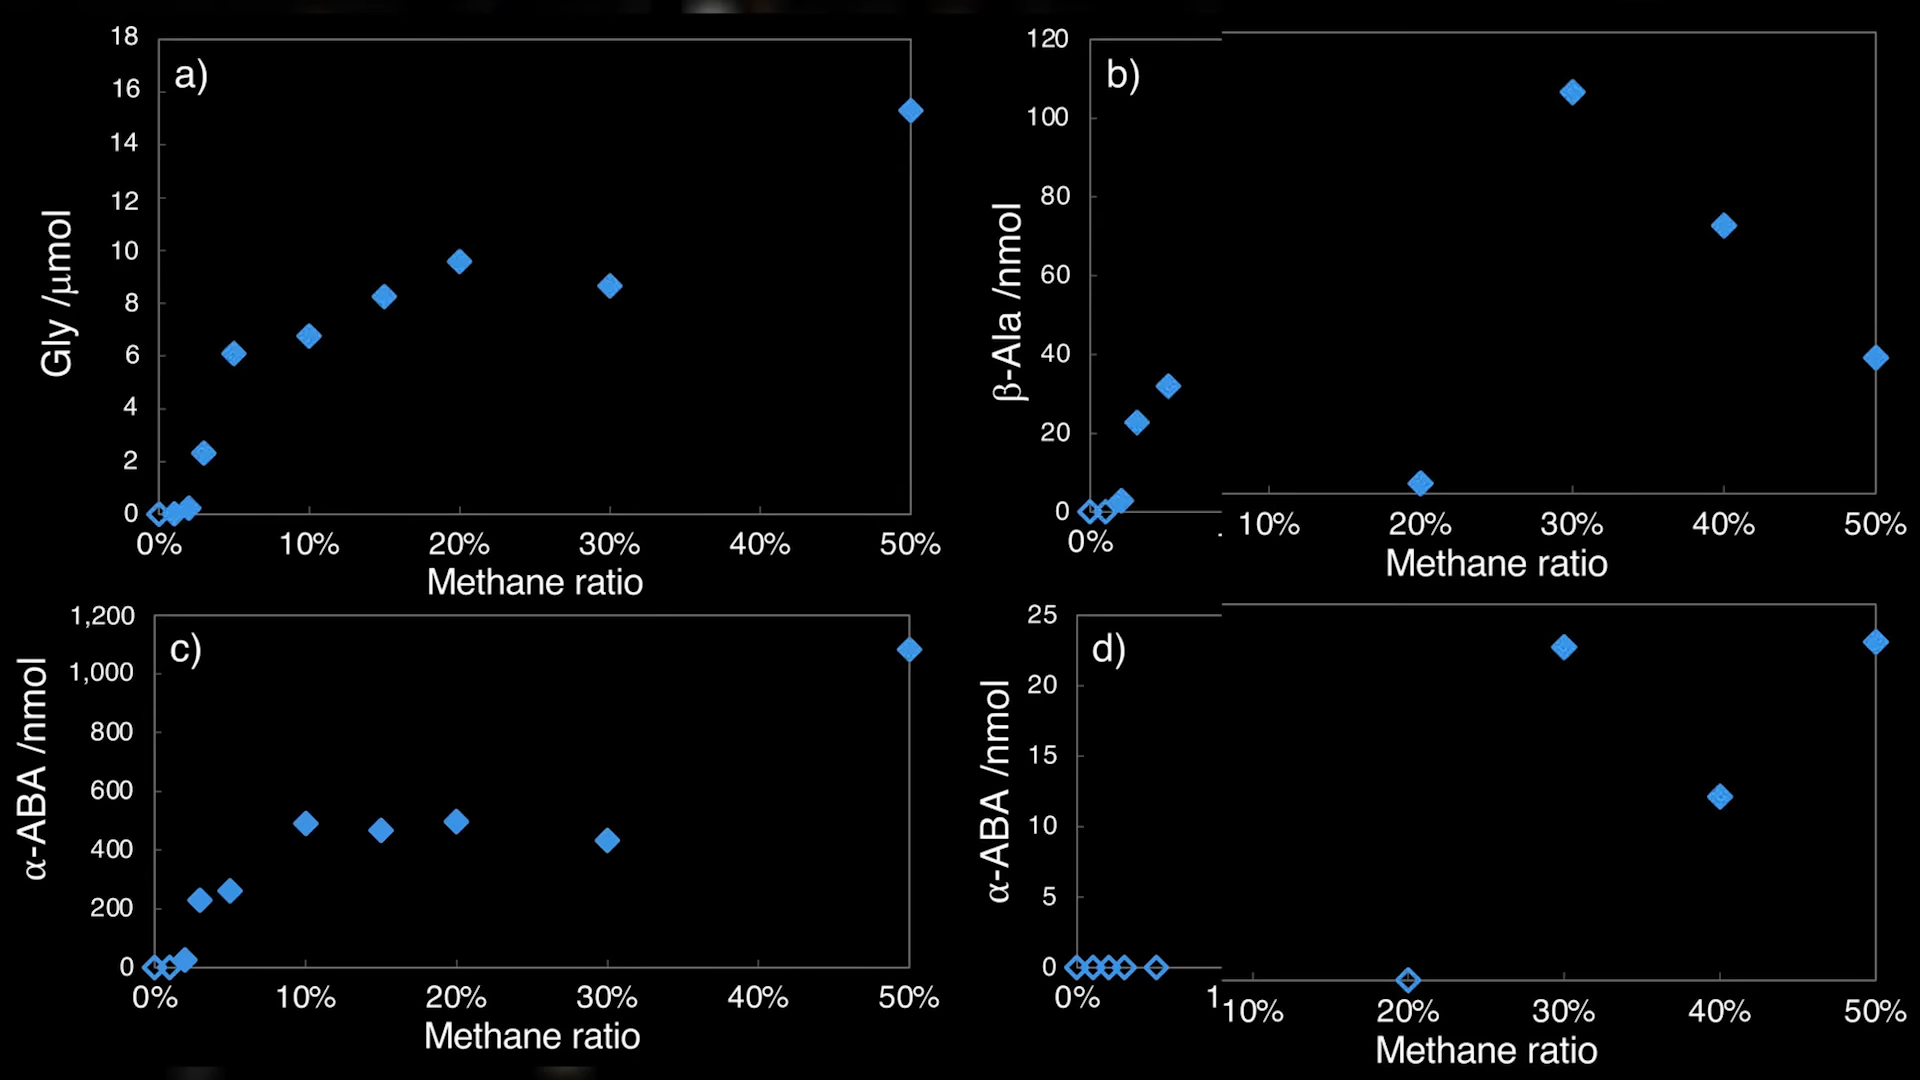 a)
18
16
14
12
10
8
6
4
2
0
Gly /μmol
0% 10% 20% 30% 40% 50%
Methane ratio
b)
120
100
80
60
40
20
0
β-Ala /nmol
0% 10% 20% 30% 40% 50%
Methane ratio
c)
1,200
1,000
800
600
400
200
0
α-ABA /nmol
0% 10% 20% 30% 40% 50%
Methane ratio
d)
25
20
15
10
5
0
α-ABA /nmol
0% 1 10% 20% 30% 40% 50%
Methane ratio